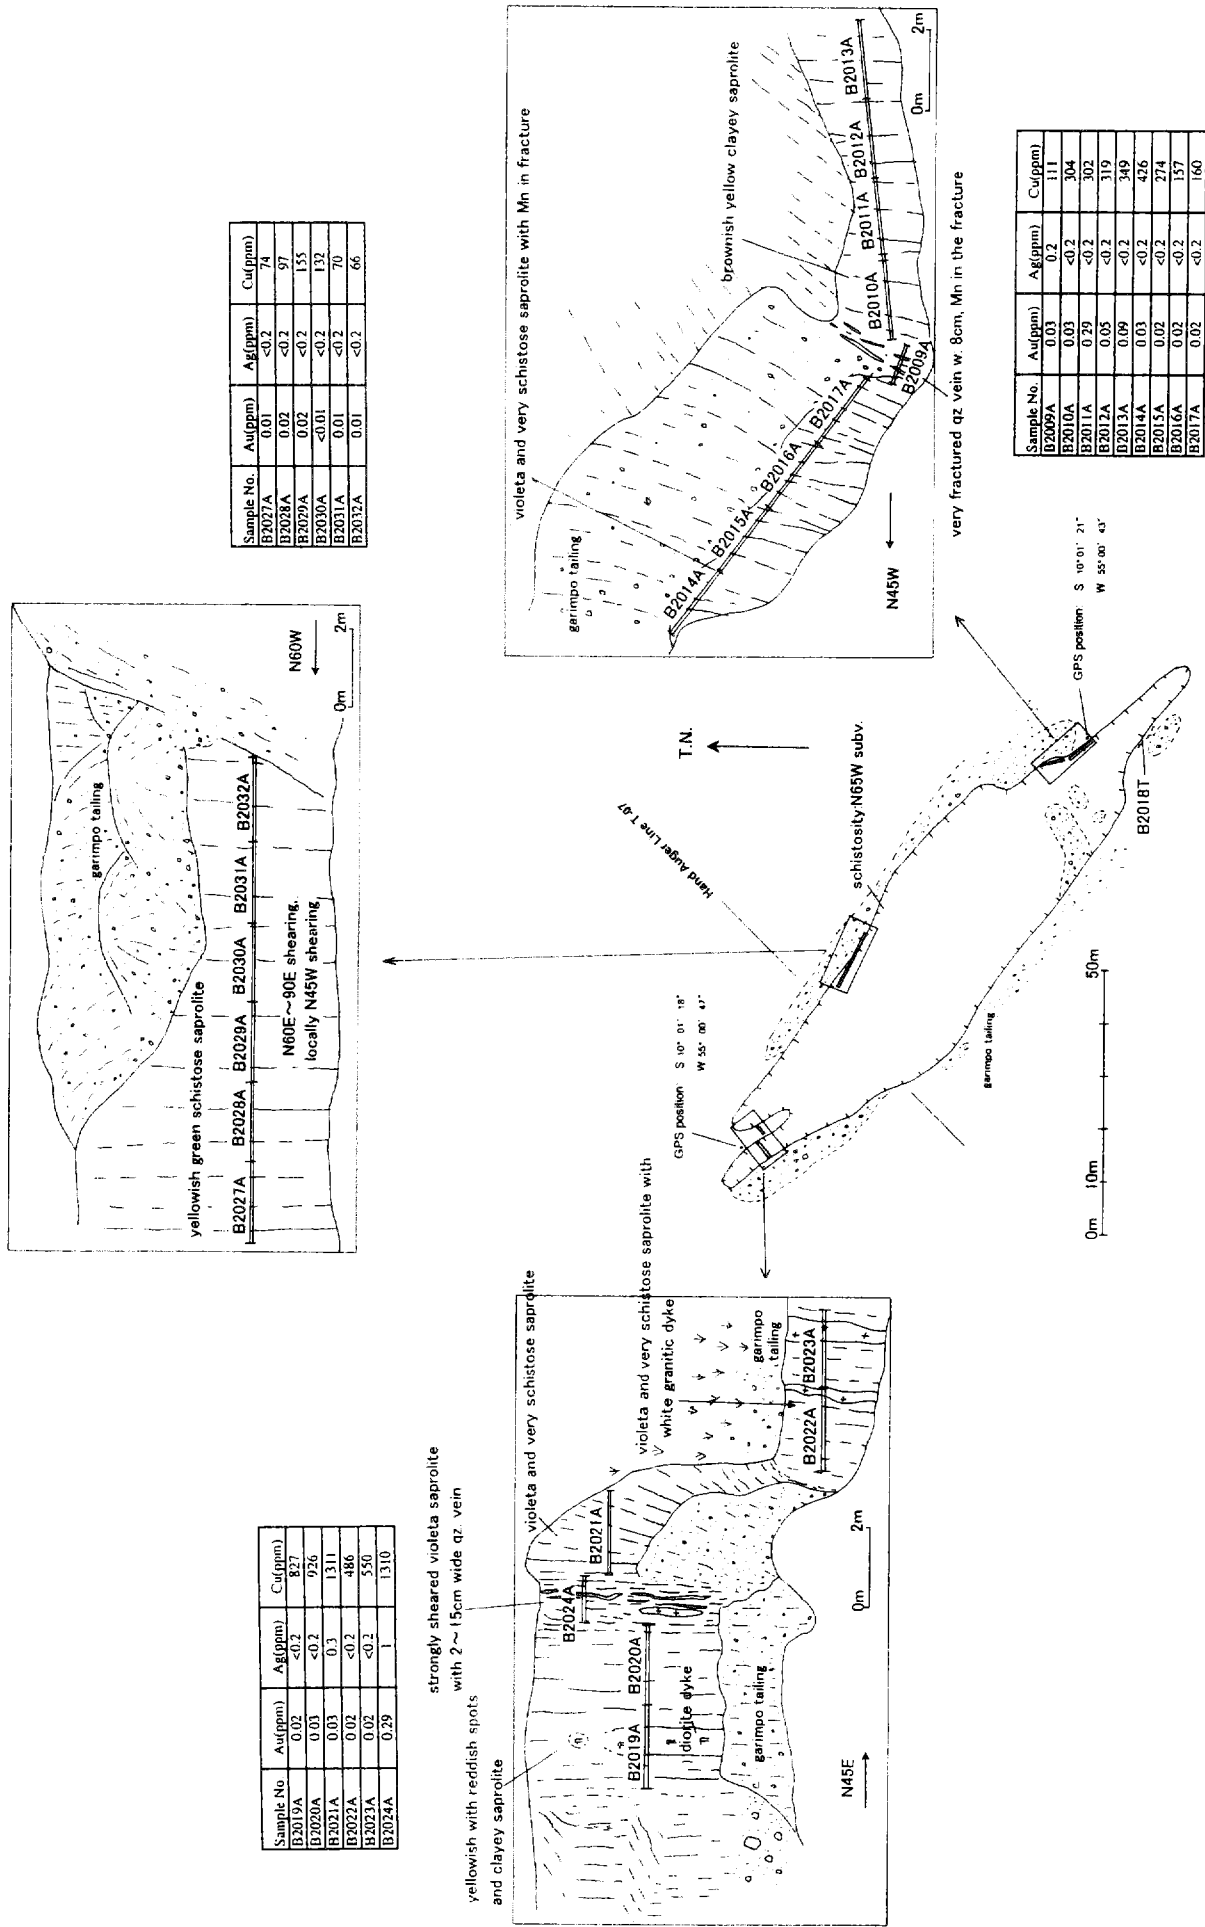 Sample No. Au(ppm) Ag(ppm) Cu(ppm)
B2019A 0.02 <0.2 827
B2020A 0.03 <0.2 926
B2021A 0.03 0.3 1311
B2022A 0.02 <0.2 486
B2023A 0.02 <0.2 550
B2024A 0.29 1 1310
strongly sheared violeta saprolite
with 2～15cm wide qz. vein
yellowish with reddish spots
and clayey saprolite
violeta and very schistose saprolite
violeta and very schistose saprolite with
white granitic dyke
B2024A
B2021A
B2019A B2020A
diorite dyke
garimpo tailing
garimpo
tailing
B2022A B2023A
N45E
0m 2m
yellowish green schistose saprolite
garimpo tailing
B2027A B2028A B2029A B2030A B2031A B2032A
N60E～90E shearing,
locally N45W shearing
N60W
0m 2m
Sample No. Au(ppm) Ag(ppm) Cu(ppm)
B2027A 0.01 <0.2 74
B2028A 0.02 <0.2 97
B2029A 0.02 <0.2 155
B2030A <0.01 <0.2 132
B2031A 0.01 <0.2 70
B2032A 0.01 <0.2 66
violeta and very schistose saprolite with Mn in fracture
garimpo tailing
brownish yellow clayey saprolite
B2014A B2015A B2016A B2017A
B2009A
B2010A B2011A B2012A B2013A
N45W
0m 2m
very fractured qz vein w. 8cm, Mn in the fracture
Sample No. Au(ppm) Ag(ppm) Cu(ppm)
B2009A 0.03 0.2 111
B2010A 0.03 <0.2 304
B2011A 0.29 <0.2 302
B2012A 0.05 <0.2 319
B2013A 0.09 <0.2 349
B2014A 0.03 <0.2 426
B2015A 0.02 <0.2 274
B2016A 0.02 <0.2 157
B2017A 0.02 <0.2 160
T.N.
Hand Auger Line T-07
schistosity:N65W subv.
GPS position: S 10° 01' 18"
W 55° 00' 47"
GPS position: S 10°01' 21"
W 55°00' 43"
B2018T
garimpo tailing
0m 10m 50m